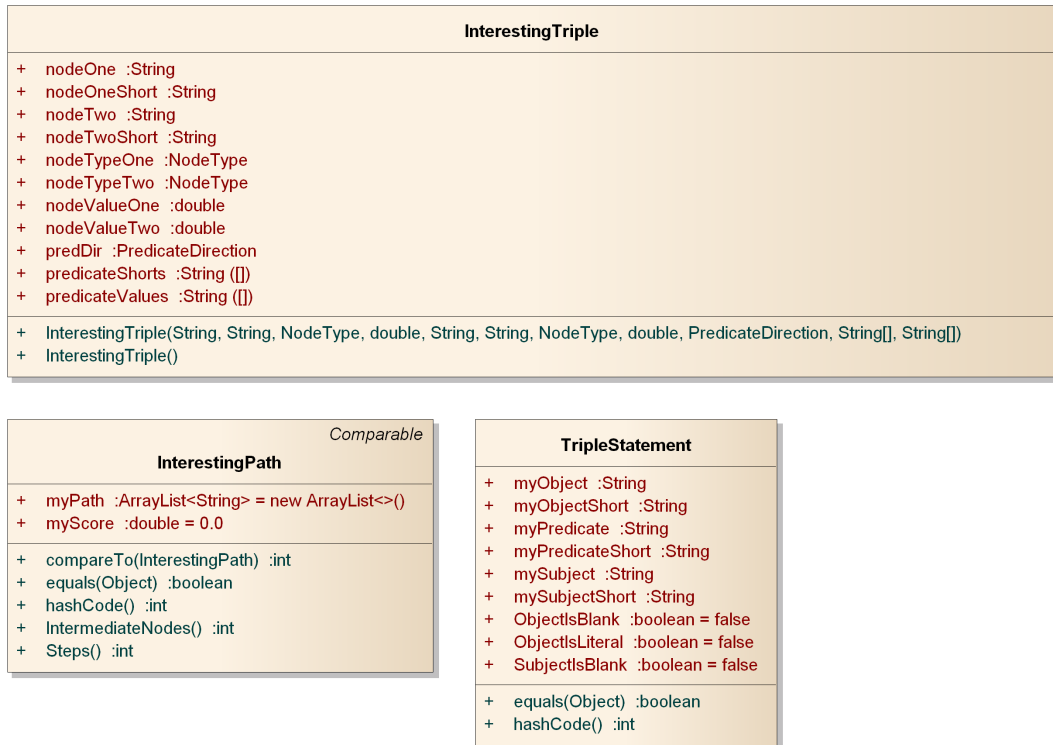 InterestingTriple
+ nodeOne :String
+ nodeOneShort :String
+ nodeTwo :String
+ nodeTwoShort :String
+ nodeTypeOne :NodeType
+ nodeTypeTwo :NodeType
+ nodeValueOne :double
+ nodeValueTwo :double
+ predDir :PredicateDirection
+ predicateShorts :String ([])
+ predicateValues :String ([])
+ InterestingTriple(String, String, NodeType, double, String, String, NodeType, double, PredicateDirection, String[], String[])
+ InterestingTriple()
Comparable
InterestingPath
+ myPath :ArrayList<String> = new ArrayList<>()
+ myScore :double = 0.0
+ compareTo(InterestingPath) :int
+ equals(Object) :boolean
+ hashCode() :int
+ IntermediateNodes() :int
+ Steps() :int
TripleStatement
+ myObject :String
+ myObjectShort :String
+ myPredicate :String
+ myPredicateShort :String
+ mySubject :String
+ mySubjectShort :String
+ ObjectIsBlank :boolean = false
+ ObjectIsLiteral :boolean = false
+ SubjectIsBlank :boolean = false
+ equals(Object) :boolean
+ hashCode() :int